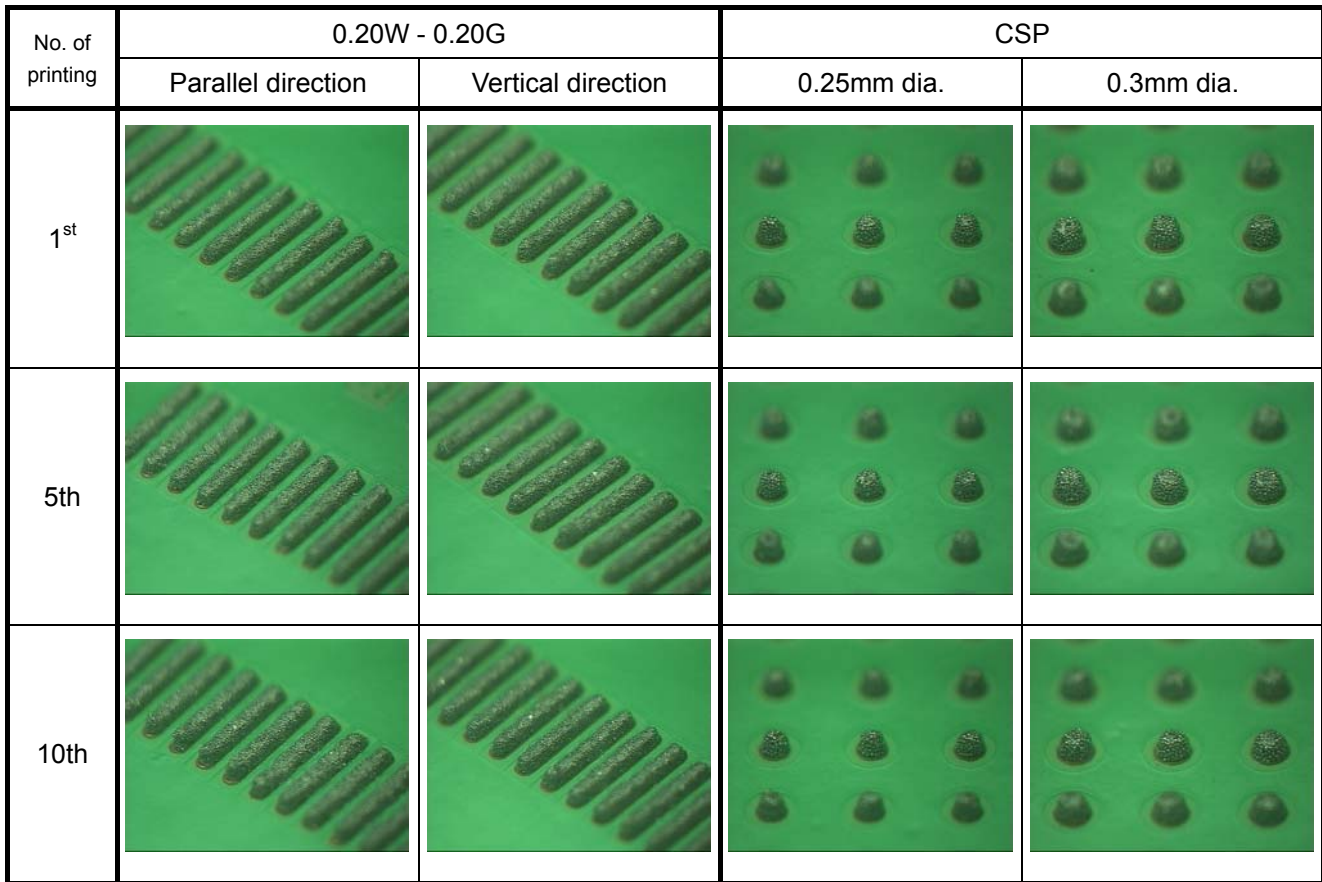 No. of
printing
0.20W - 0.20G
CSP
Parallel direction
Vertical direction
0.25mm dia.
0.3mm dia.
1st
5th
10th